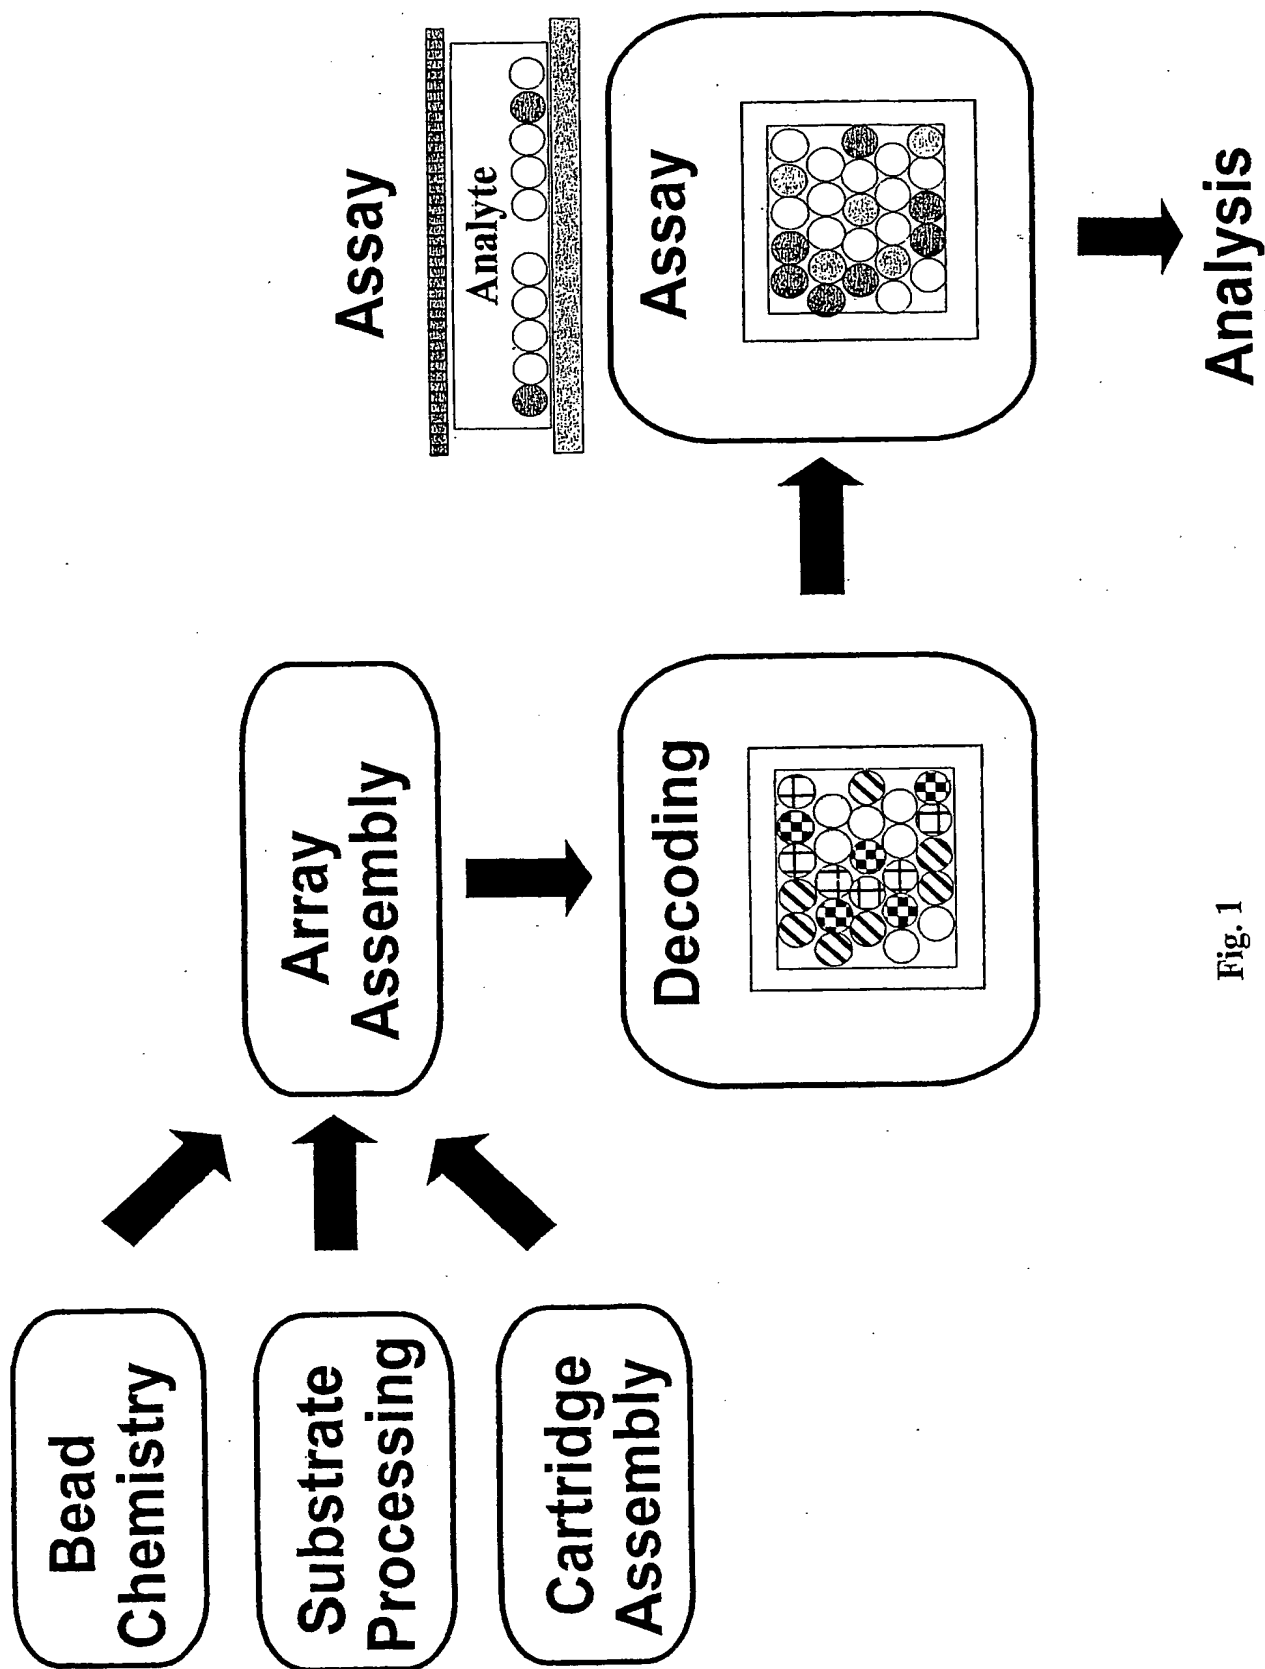 Bead
Chemistry
Substrate
Processing
Cartridge
Assembly
Array
Assembly
Decoding
Assay
Analyte
Assay
Analysis
Fig. 1